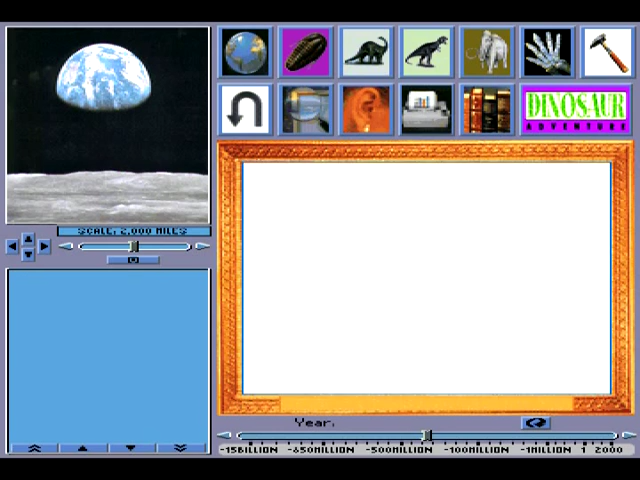 DINOSAUR
ADVENTURE
SCALE: 2,000 MILES
Year:
-15BILLION -650MILLION -500MILLION -100MILLION -1MILLION 1 2000